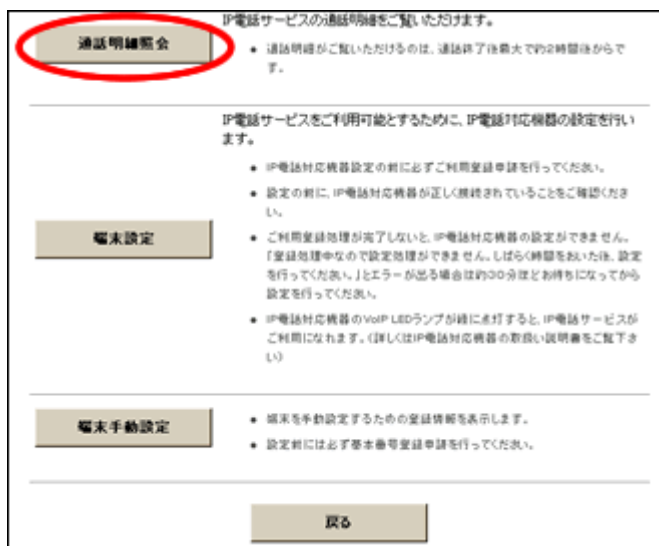 IP電話サービスの通話明細をご覧いただけます。
通話明細照会
● 通話明細がご覧いただけるのは、通話終了後最大で約2時間後からで
す。
IP電話サービスをご利用可能とするために、IP電話対応機器の設定を行い
ます。
● IP電話対応機器設定の前に必ずご利用登録申請を行ってください。
● 設定の前に、IP電話対応機器が正しく接続されていることをご確認くださ
い。
端末設定
● ご利用登録処理が完了しないと、IP電話対応機器の設定ができません。
「登録処理中なので設定処理ができません。しばらく時間をおいた後、設定
を行ってください。」とエラーが出る場合は約30分ほどお待ちになってから
設定を行ってください。
● IP電話対応機器のVoIP LEDランプが緑に点灯すると、IP電話サービスが
ご利用になれます。（詳しくはIP電話対応機器の取扱い説明書をご覧下さ
い）
端末手動設定
● 端末を手動設定するための登録情報を表示します。
● 設定前には必ず基本番号登録申請を行ってください。
戻る